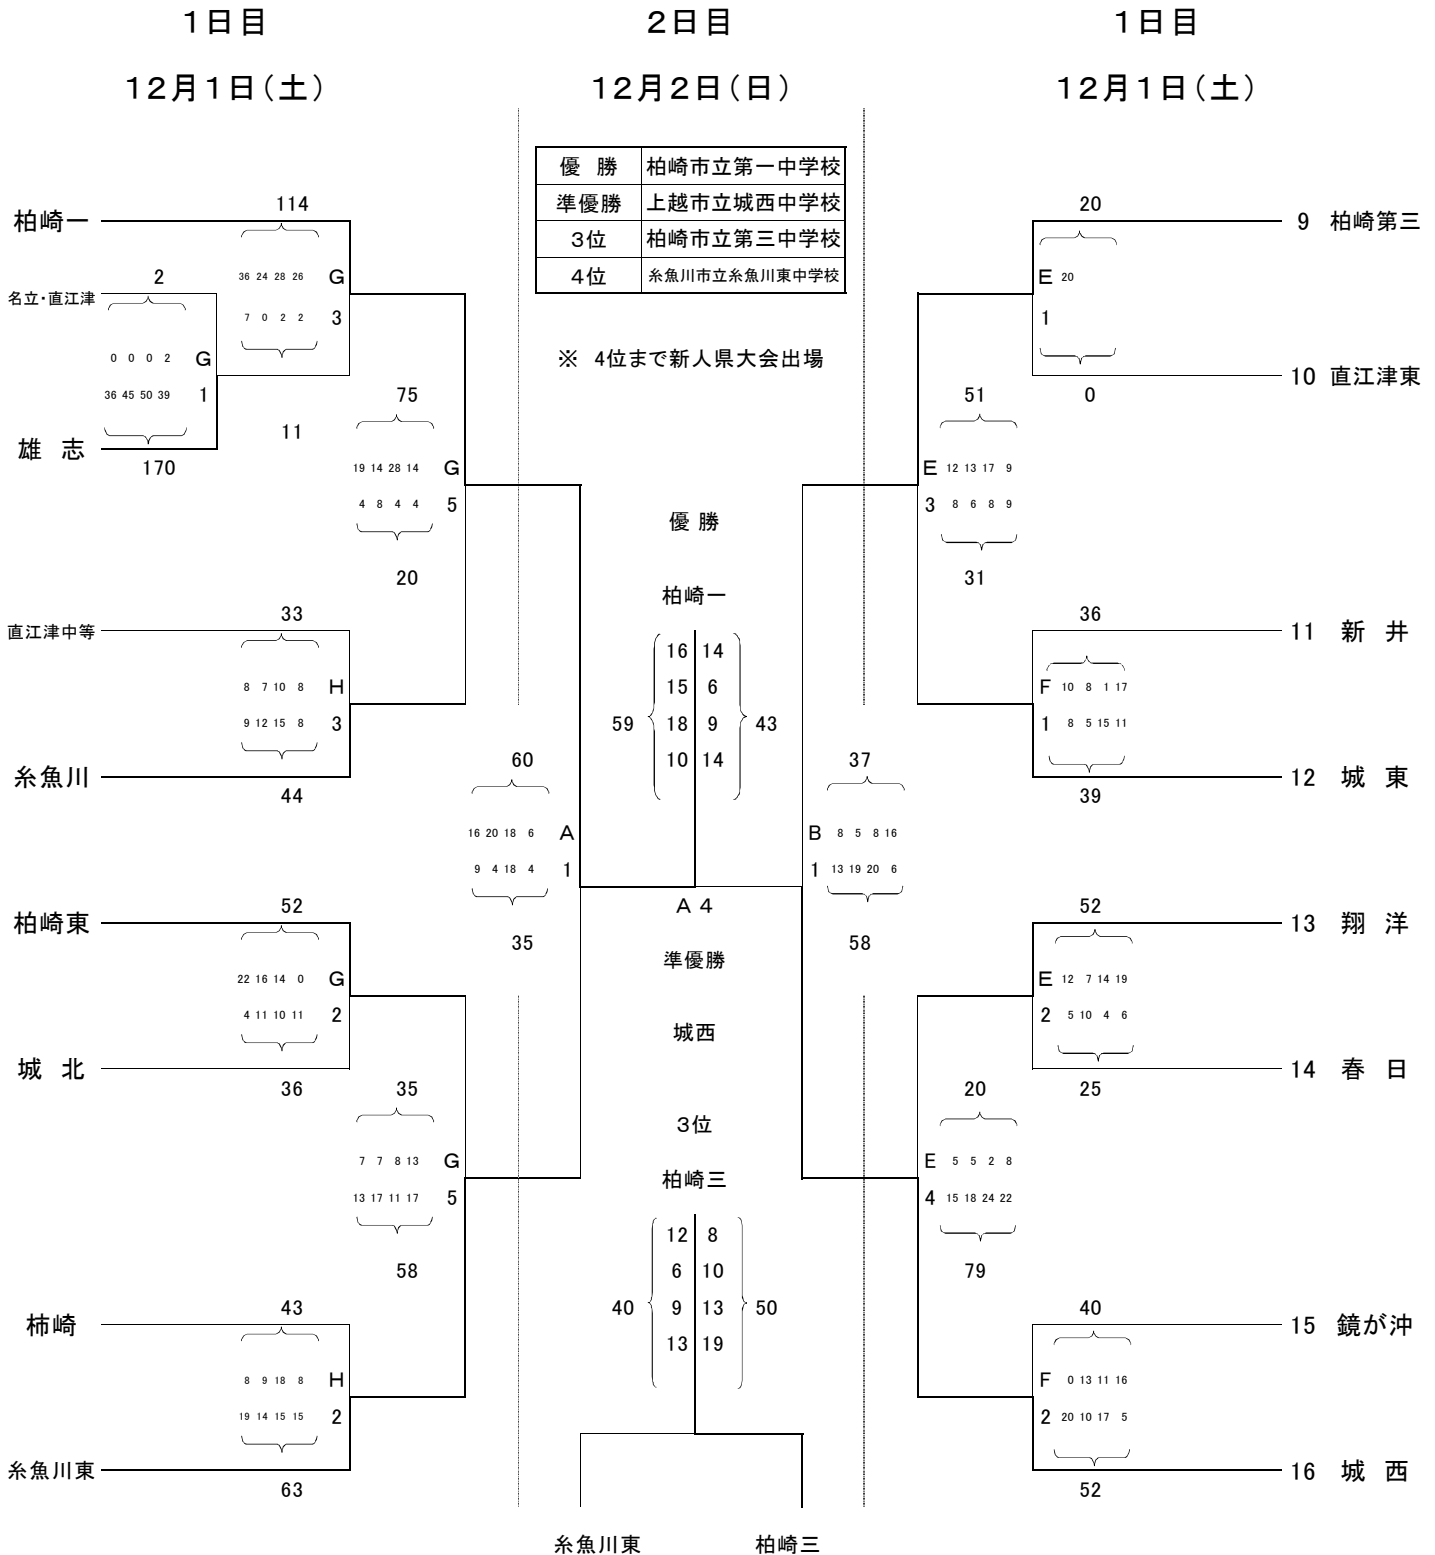 1日目
2日目
1日目
12月1日(土)
12月2日(日)
12月1日(土)
優 勝 柏崎市立第一中学校
準優勝 上越市立城西中学校
3位 柏崎市立第三中学校
4位 糸魚川市立糸魚川東中学校
※ 4位まで新人県大会出場
柏崎一
114
36 24 28 26 G
7 0 2 2 3
11
名立・直江津
2
0 0 0 2 G
36 45 50 39 1
170
雄 志
75
19 14 28 14 G
4 8 4 4 5
20
直江津中等
33
8 7 10 8 H
9 12 15 8 3
44
糸魚川
60
16 20 18 6 A
9 4 18 4 1
35
柏崎東
52
22 16 14 0 G
4 11 10 11 2
36
城 北
35
7 7 8 13 G
13 17 11 17 5
58
柿崎
43
8 9 18 8 H
19 14 15 15 2
63
糸魚川東
優 勝
柏崎一
16 14
15 6
59 18 9 43
10 14
A 4
準優勝
城西
3位
柏崎三
12 8
6 10
40 9 13 50
13 19
糸魚川東 柏崎三
20
9 柏崎第三
E 20
1
0
10 直江津東
51
E 12 13 17 9
3 8 6 8 9
31
36
11 新 井
F 10 8 1 17
1 8 5 15 11
39
12 城 東
37
B 8 5 8 16
1 13 19 20 6
58
52
13 翔 洋
E 12 7 14 19
2 5 10 4 6
25
14 春 日
20
E 5 5 2 8
4 15 18 24 22
79
40
15 鏡が沖
F 0 13 11 16
2 20 10 17 5
52
16 城 西